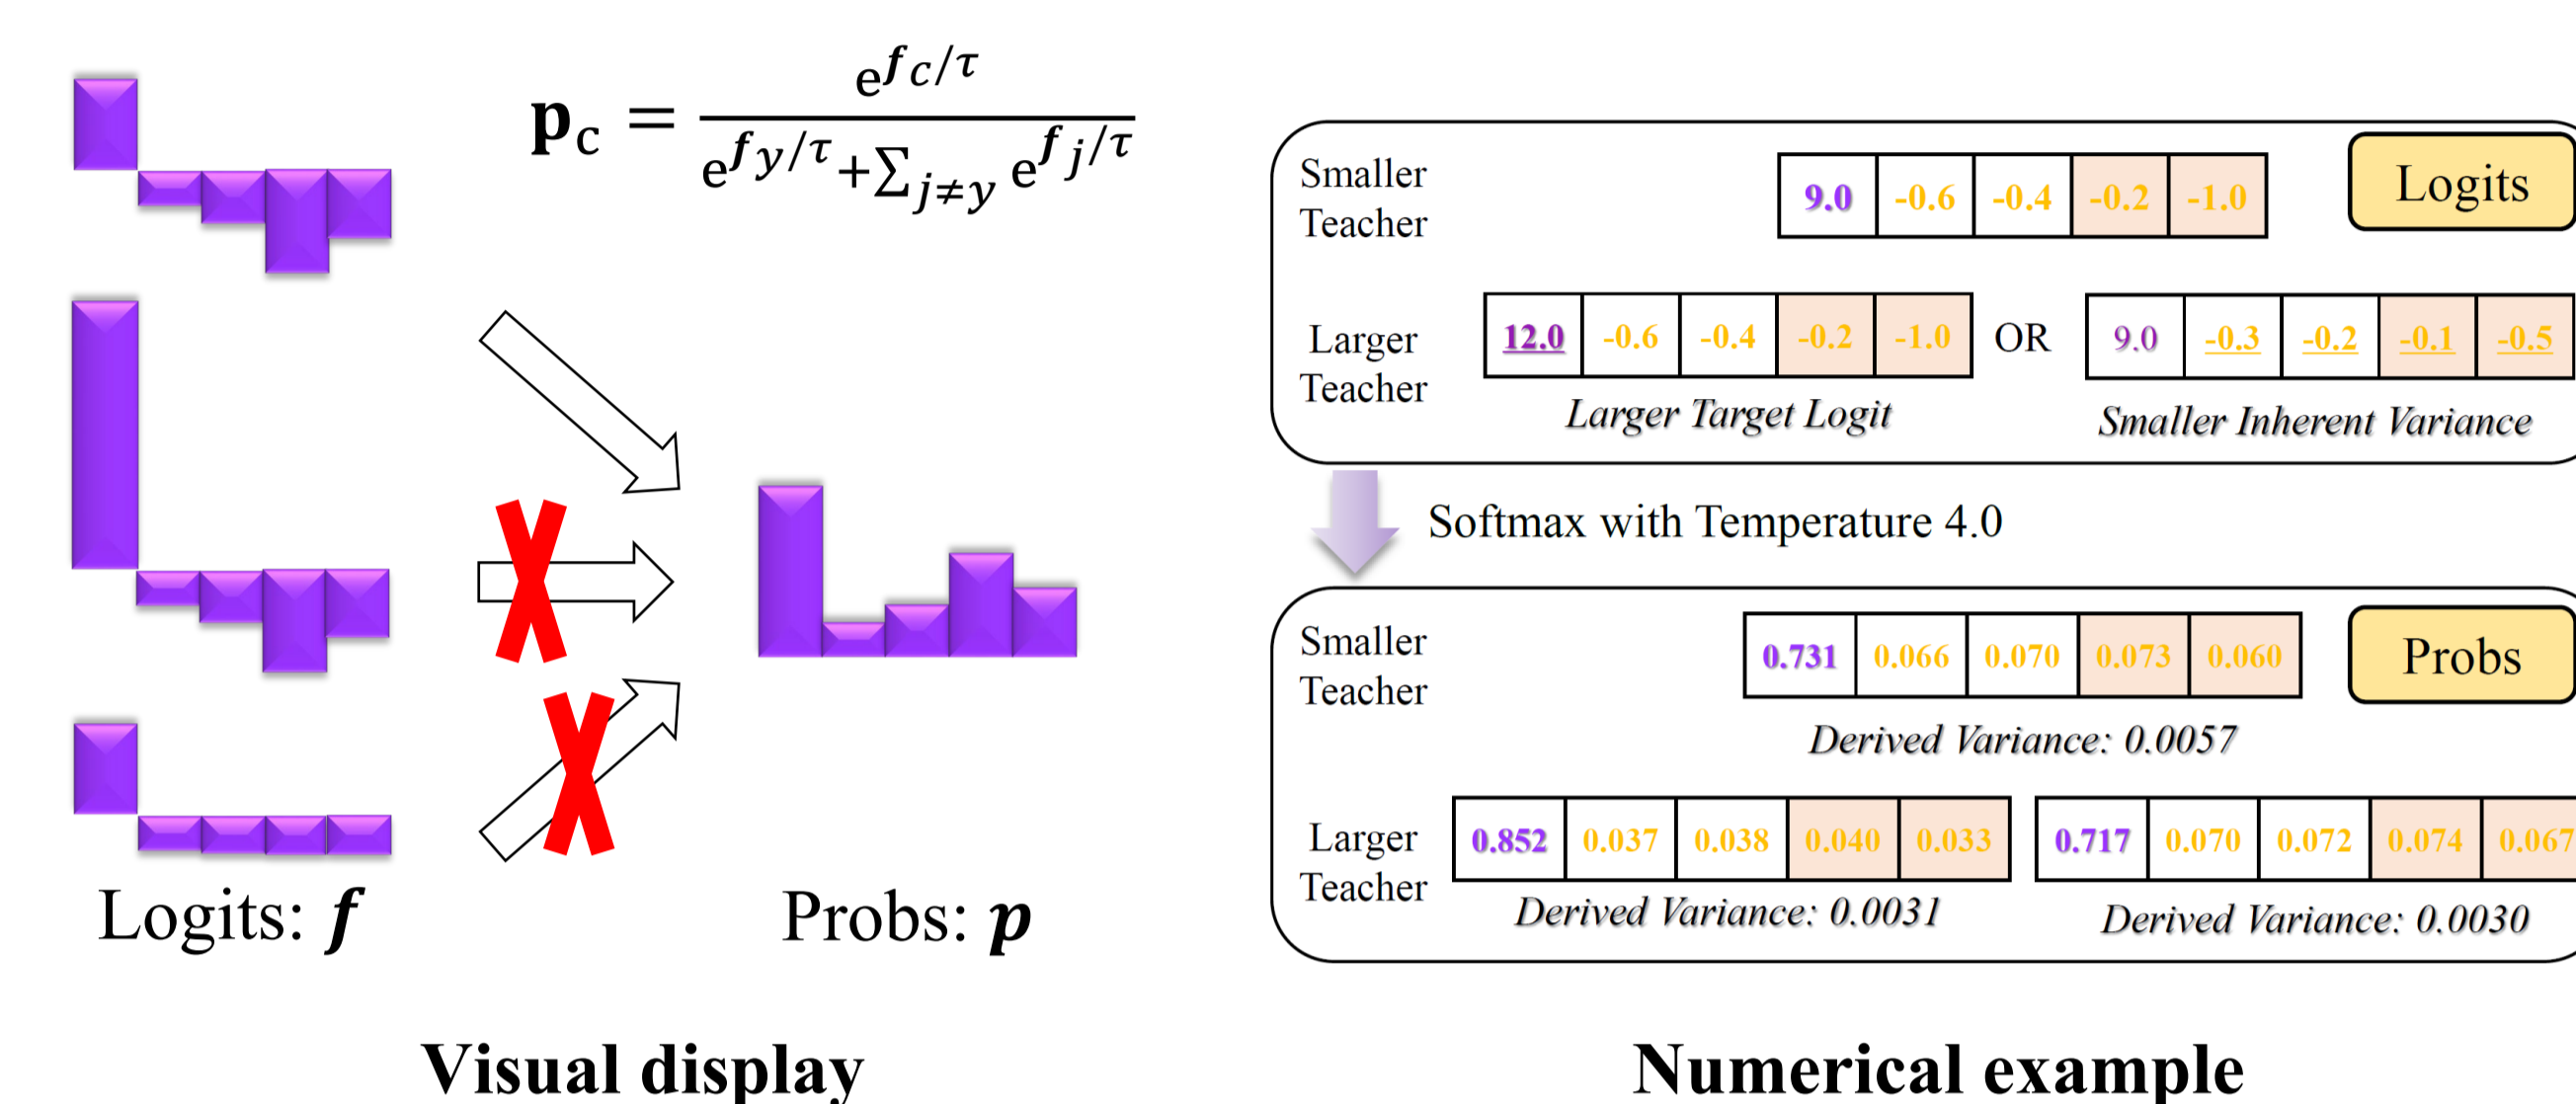 p_c = e^{f_c/τ} / (e^{f_y/τ} + ∑_{j≠y} e^{f_j/τ})
Logits: f
Probs: p
Visual display
Smaller Teacher
9.0 -0.6 -0.4 -0.2 -1.0
Logits
Larger Teacher
12.0 -0.6 -0.4 -0.2 -1.0 OR 9.0 -0.3 -0.2 -0.1 -0.5
Larger Target Logit
Smaller Inherent Variance
Softmax with Temperature 4.0
Smaller Teacher
0.731 0.066 0.070 0.073 0.060
Probs
Derived Variance: 0.0057
Larger Teacher
0.852 0.037 0.038 0.040 0.033
0.717 0.070 0.072 0.074 0.067
Derived Variance: 0.0031
Derived Variance: 0.0030
Numerical example